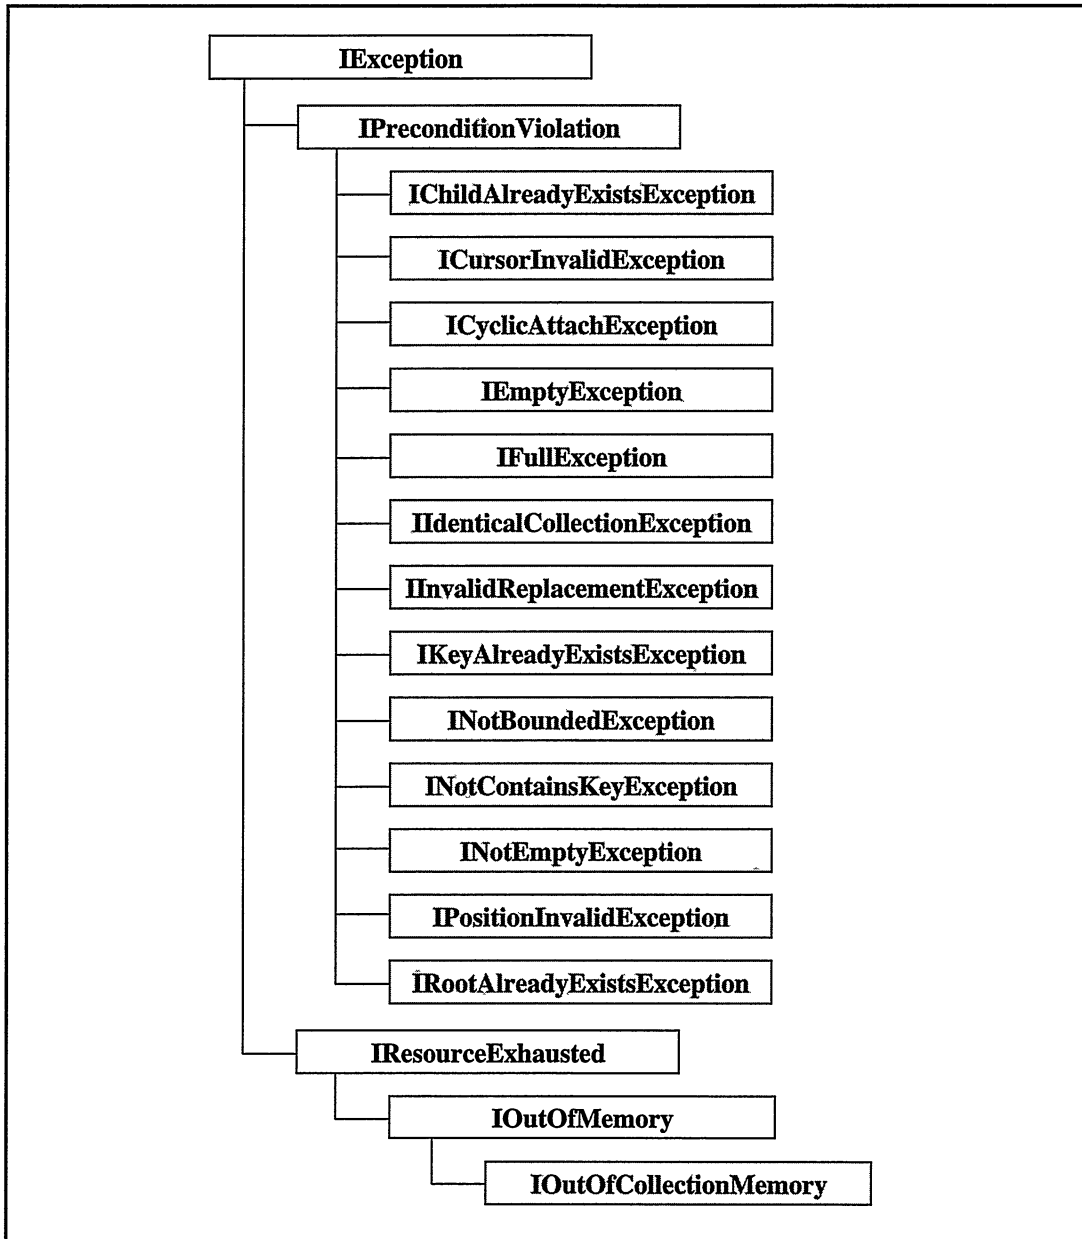 IException
IPreconditionViolation
IChildAlreadyExistsException
ICursorInvalidException
ICyclicAttachException
IEmptyException
IFullException
IIdenticalCollectionException
IInvalidReplacementException
IKeyAlreadyExistsException
INotBoundedException
INotContainsKeyException
INotEmptyException
IPositionInvalidException
IRootAlreadyExistsException
IResourceExhausted
IOutOfMemory
IOutOfCollectionMemory